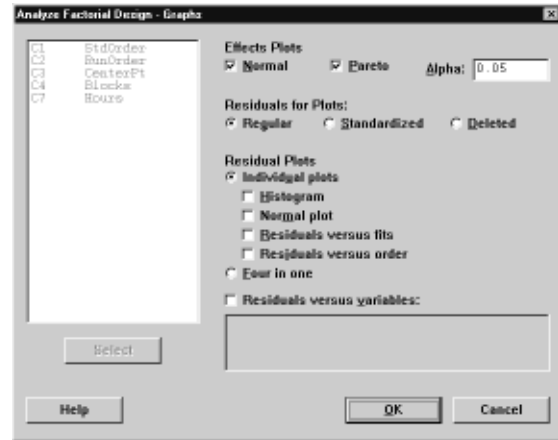 Analyze Factorial Design - Graphs
C1 StdOrder
C2 RunOrder
C3 CenterPt
C4 Blocks
C7 Hours
Effects Plots
Normal Pareto Alpha: 0.05
Residuals for Plots:
Regular Standardized Deleted
Residual Plots
Individual plots
Histogram
Normal plot
Residuals versus fits
Residuals versus order
Four in one
Residuals versus variables:
Select
Help OK Cancel